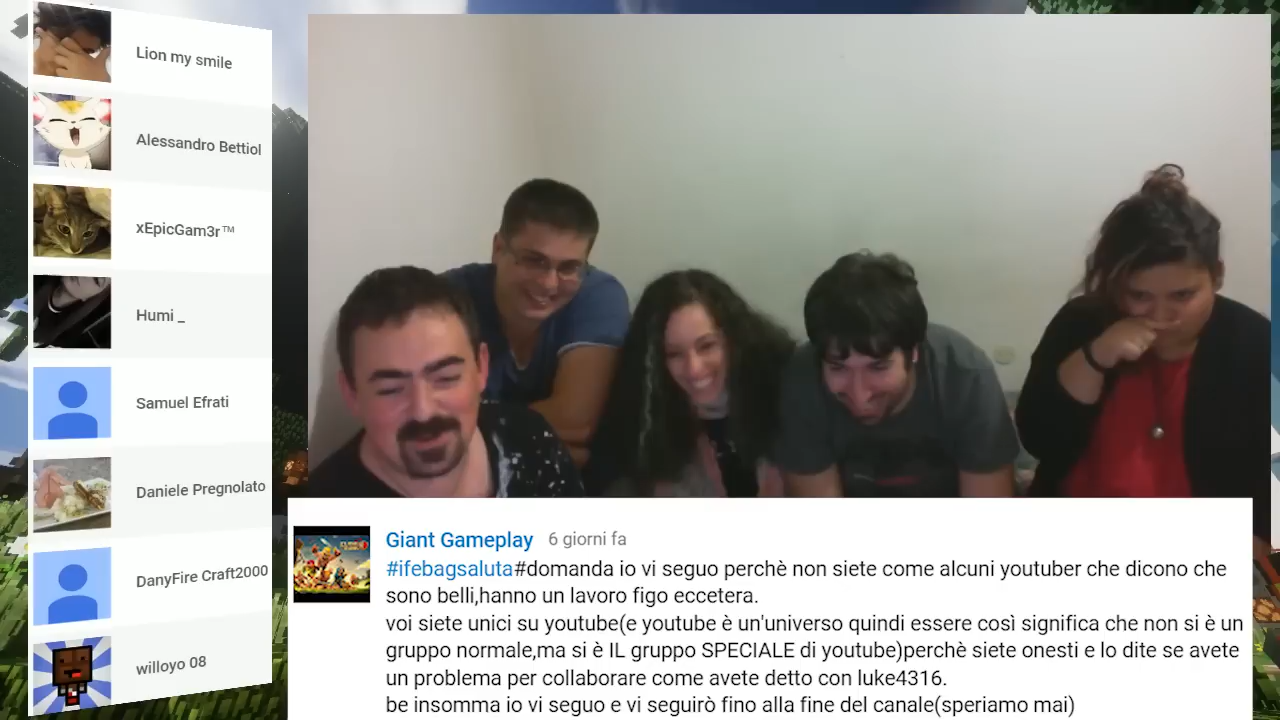 Lion my smile
Alessandro Bettiol
xEpicGam3r™
Humi _
Samuel Efrati
Daniele Pregnolato
DanyFire Craft2000
willoyo 08
Giant Gameplay 6 giorni fa
#ifebagsaluta#domanda io vi seguo perchè non siete come alcuni youtuber che dicono che
sono belli,hanno un lavoro figo eccetera.
voi siete unici su youtube(e youtube è un'universo quindi essere così significa che non si è un
gruppo normale,ma si è IL gruppo SPECIALE di youtube)perchè siete onesti e lo dite se avete
un problema per collaborare come avete detto con luke4316.
be insomma io vi seguo e vi seguirò fino alla fine del canale(speriamo mai)